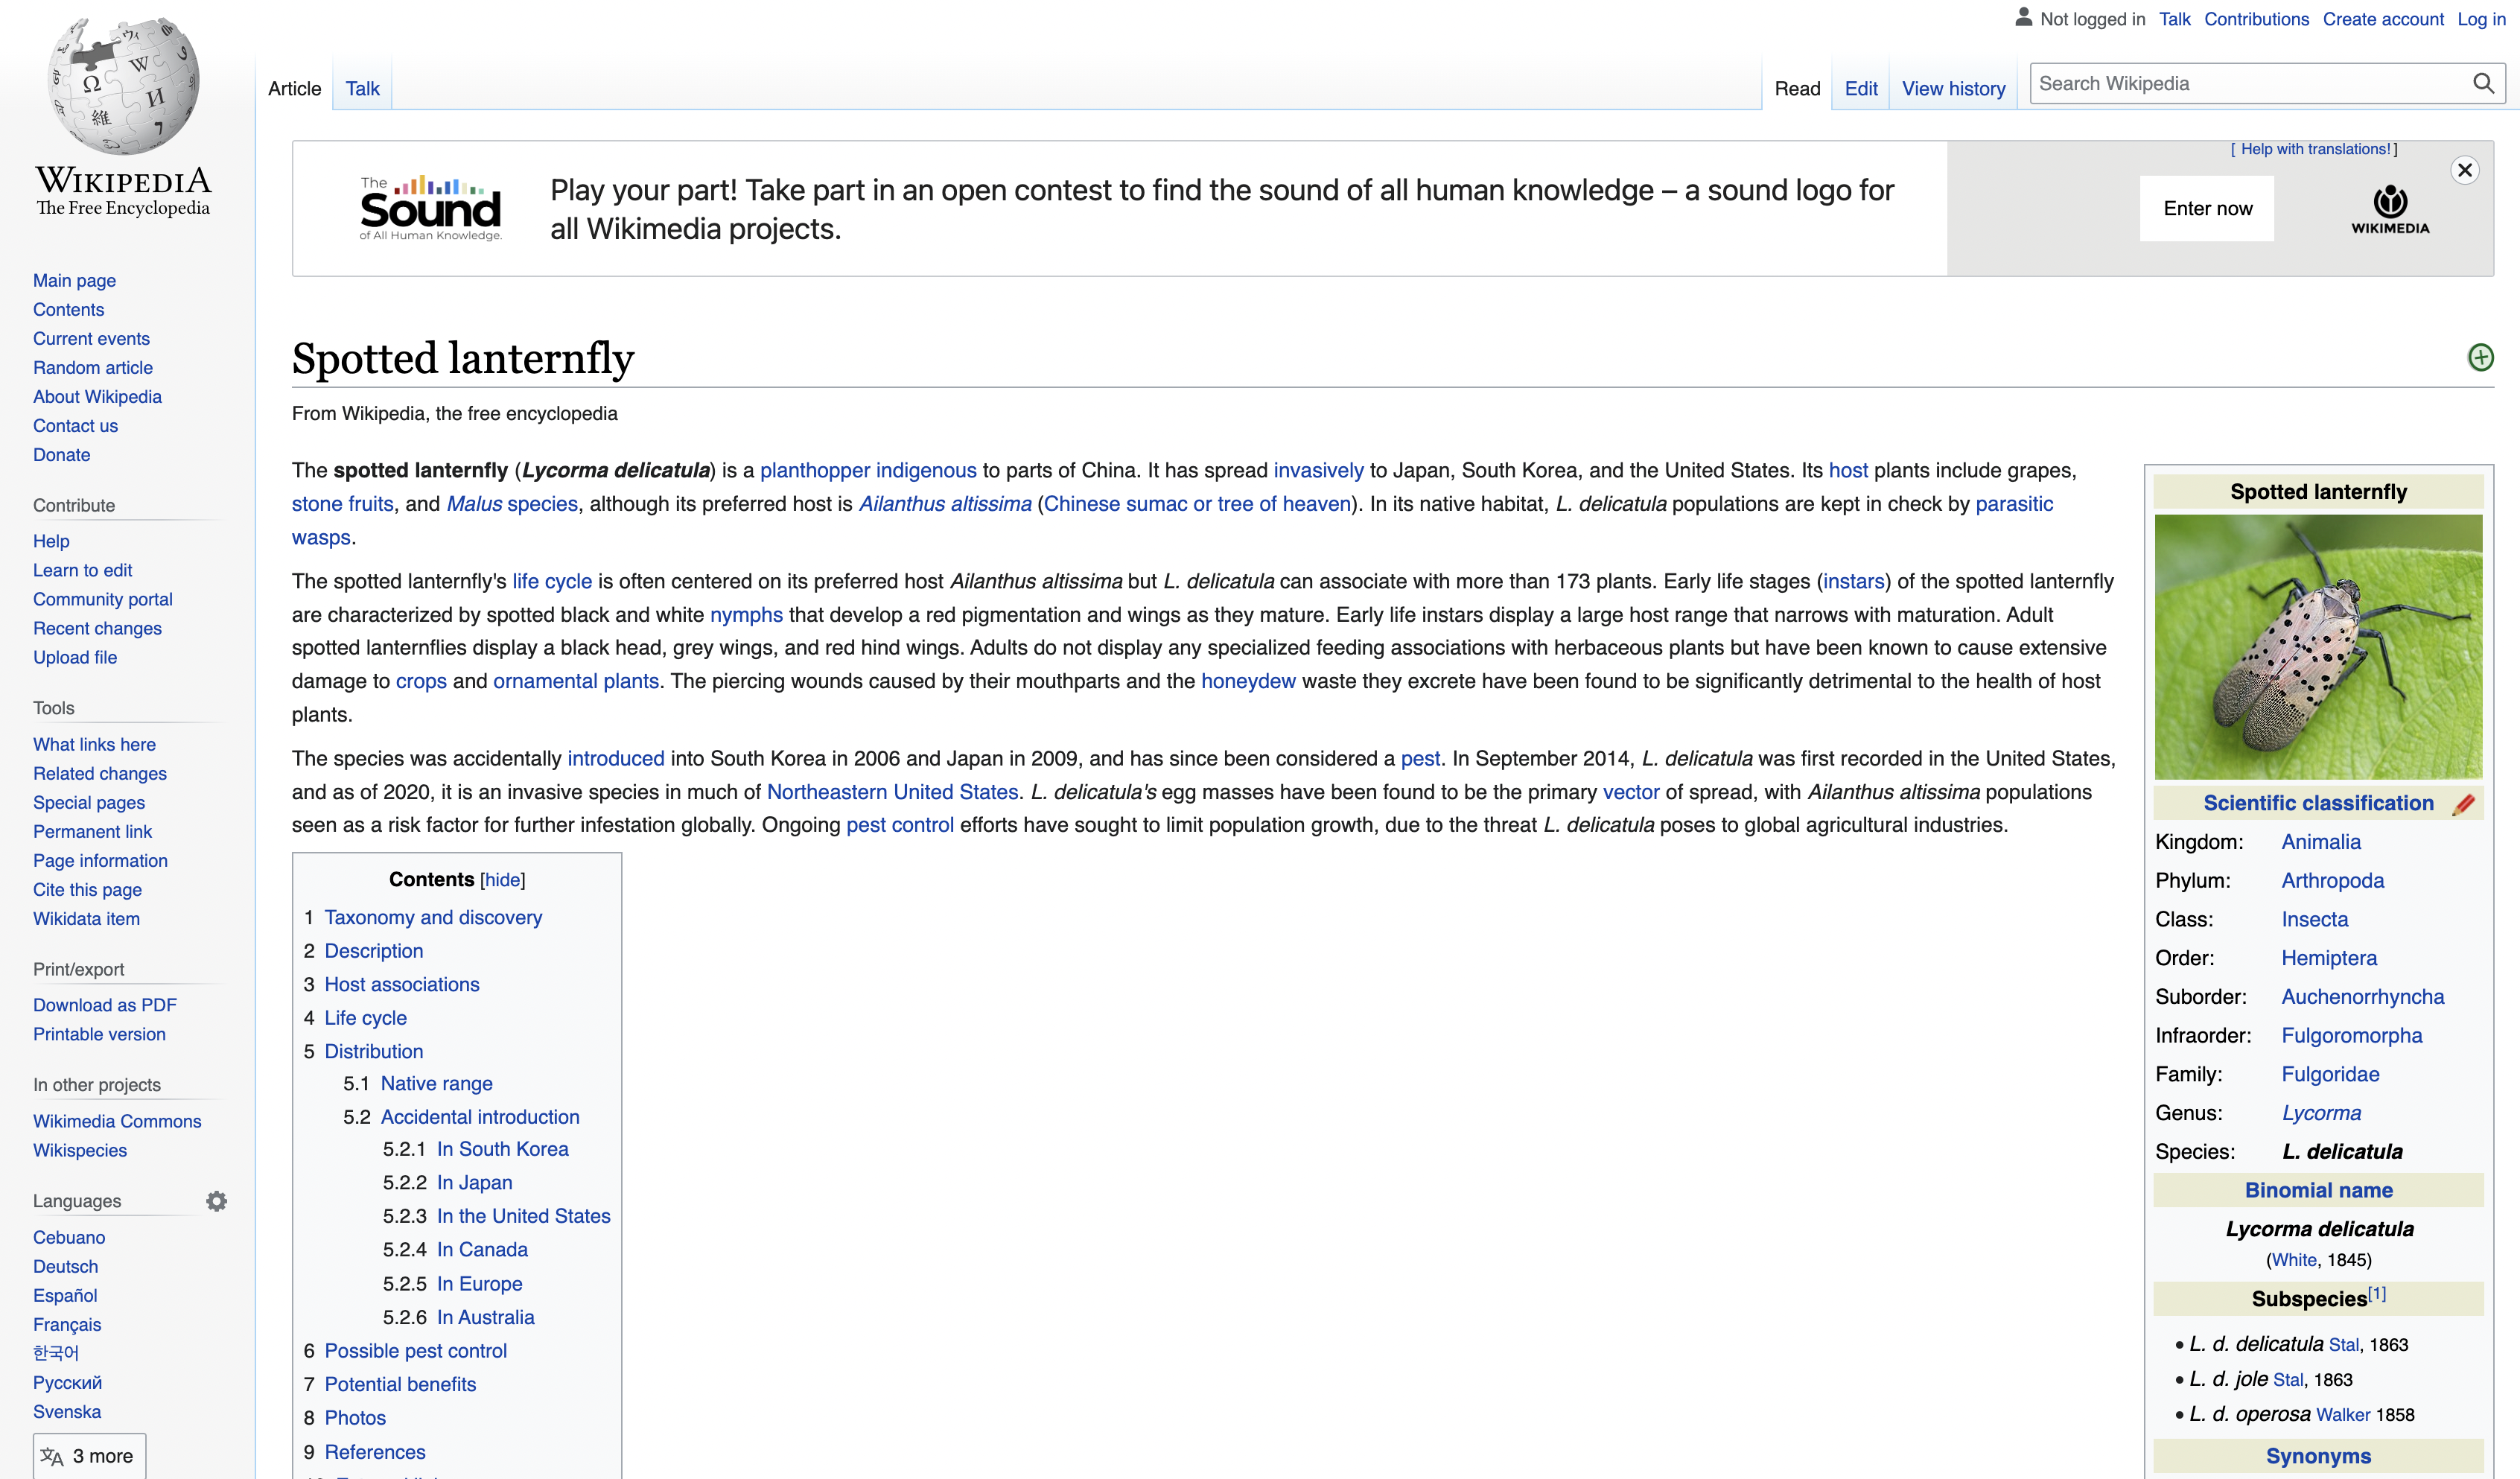 Not logged in Talk Contributions Create account Log in
Article Talk
Read Edit View history Search Wikipedia
WIKIPEDIA
The Free Encyclopedia
Main page
Contents
Current events
Random article
About Wikipedia
Contact us
Donate
Contribute
Help
Learn to edit
Community portal
Recent changes
Upload file
Tools
What links here
Related changes
Special pages
Permanent link
Page information
Cite this page
Wikidata item
Print/export
Download as PDF
Printable version
In other projects
Wikimedia Commons
Wikispecies
Languages
Cebuano
Deutsch
Español
Français
한국어
Русский
Svenska
3 more
The
Sound
of All Human Knowledge.
Play your part! Take part in an open contest to find the sound of all human knowledge – a sound logo for
all Wikimedia projects.
[ Help with translations! ]
Enter now
WIKIMEDIA
Spotted lanternfly
From Wikipedia, the free encyclopedia
The spotted lanternfly (Lycorma delicatula) is a planthopper indigenous to parts of China. It has spread invasively to Japan, South Korea, and the United States. Its host plants include grapes,
stone fruits, and Malus species, although its preferred host is Ailanthus altissima (Chinese sumac or tree of heaven). In its native habitat, L. delicatula populations are kept in check by parasitic
wasps.
The spotted lanternfly's life cycle is often centered on its preferred host Ailanthus altissima but L. delicatula can associate with more than 173 plants. Early life stages (instars) of the spotted lanternfly
are characterized by spotted black and white nymphs that develop a red pigmentation and wings as they mature. Early life instars display a large host range that narrows with maturation. Adult
spotted lanternflies display a black head, grey wings, and red hind wings. Adults do not display any specialized feeding associations with herbaceous plants but have been known to cause extensive
damage to crops and ornamental plants. The piercing wounds caused by their mouthparts and the honeydew waste they excrete have been found to be significantly detrimental to the health of host
plants.
The species was accidentally introduced into South Korea in 2006 and Japan in 2009, and has since been considered a pest. In September 2014, L. delicatula was first recorded in the United States,
and as of 2020, it is an invasive species in much of Northeastern United States. L. delicatula's egg masses have been found to be the primary vector of spread, with Ailanthus altissima populations
seen as a risk factor for further infestation globally. Ongoing pest control efforts have sought to limit population growth, due to the threat L. delicatula poses to global agricultural industries.
Contents [hide]
1 Taxonomy and discovery
2 Description
3 Host associations
4 Life cycle
5 Distribution
5.1 Native range
5.2 Accidental introduction
5.2.1 In South Korea
5.2.2 In Japan
5.2.3 In the United States
5.2.4 In Canada
5.2.5 In Europe
5.2.6 In Australia
6 Possible pest control
7 Potential benefits
8 Photos
9 References
Spotted lanternfly
Scientific classification
Kingdom: Animalia
Phylum: Arthropoda
Class: Insecta
Order: Hemiptera
Suborder: Auchenorrhyncha
Infraorder: Fulgoromorpha
Family: Fulgoridae
Genus: Lycorma
Species: L. delicatula
Binomial name
Lycorma delicatula
(White, 1845)
Subspecies[1]
• L. d. delicatula Stal, 1863
• L. d. jole Stal, 1863
• L. d. operosa Walker 1858
Synonyms